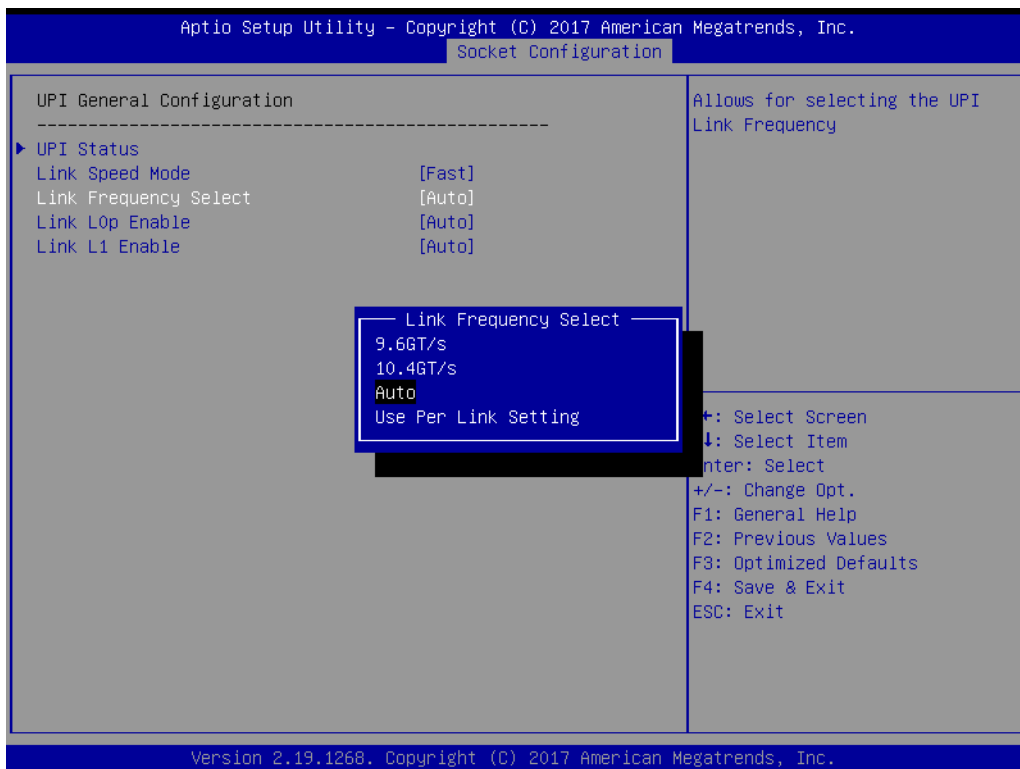 Aptio Setup Utility – Copyright (C) 2017 American Megatrends, Inc.
Socket Configuration
UPI General Configuration
Allows for selecting the UPI
Link Frequency
UPI Status
Link Speed Mode [Fast]
Link Frequency Select [Auto]
Link L0p Enable [Auto]
Link L1 Enable [Auto]
Link Frequency Select
9.6GT/s
10.4GT/s
Auto
Use Per Link Setting
: Select Screen
: Select Item
nter: Select
+/-: Change Opt.
F1: General Help
F2: Previous Values
F3: Optimized Defaults
F4: Save & Exit
ESC: Exit
Version 2.19.1268. Copyright (C) 2017 American Megatrends, Inc.